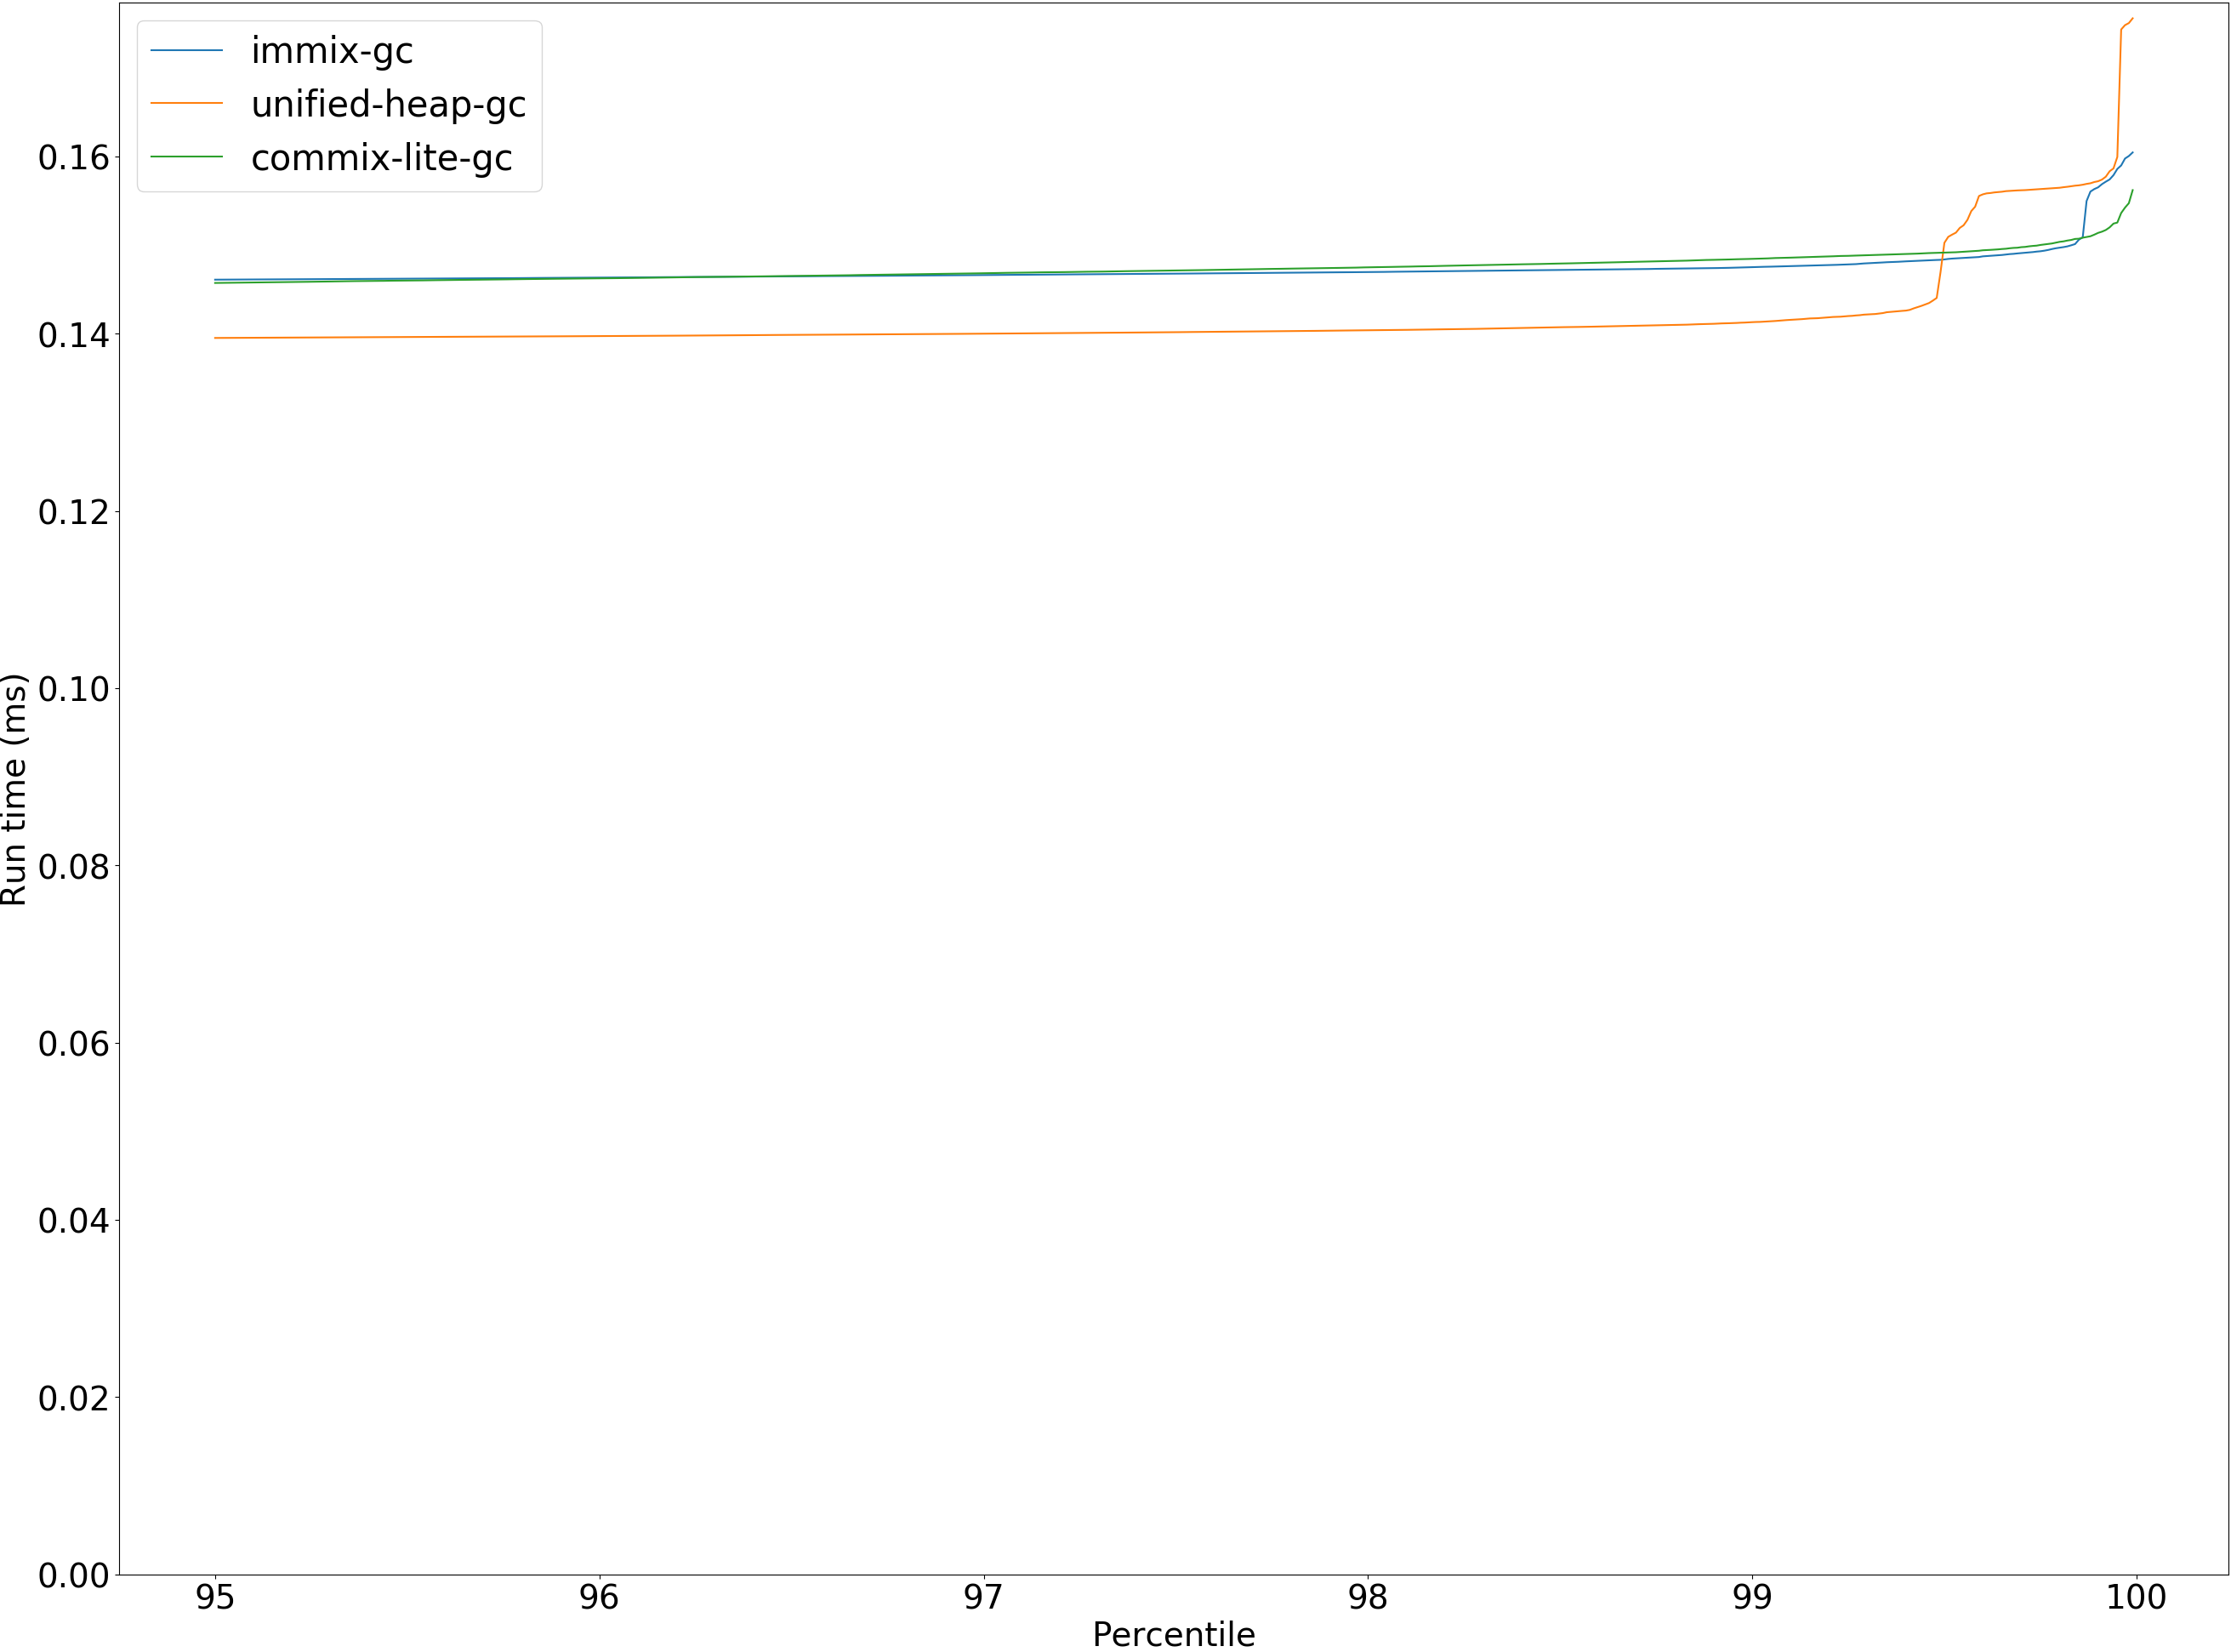 immix-gc
unified-heap-gc
commix-lite-gc
0.16
0.14
0.12
0.10
0.08
0.06
0.04
0.02
0.00
Run time (ms)
95 96 97 98 99 100
Percentile